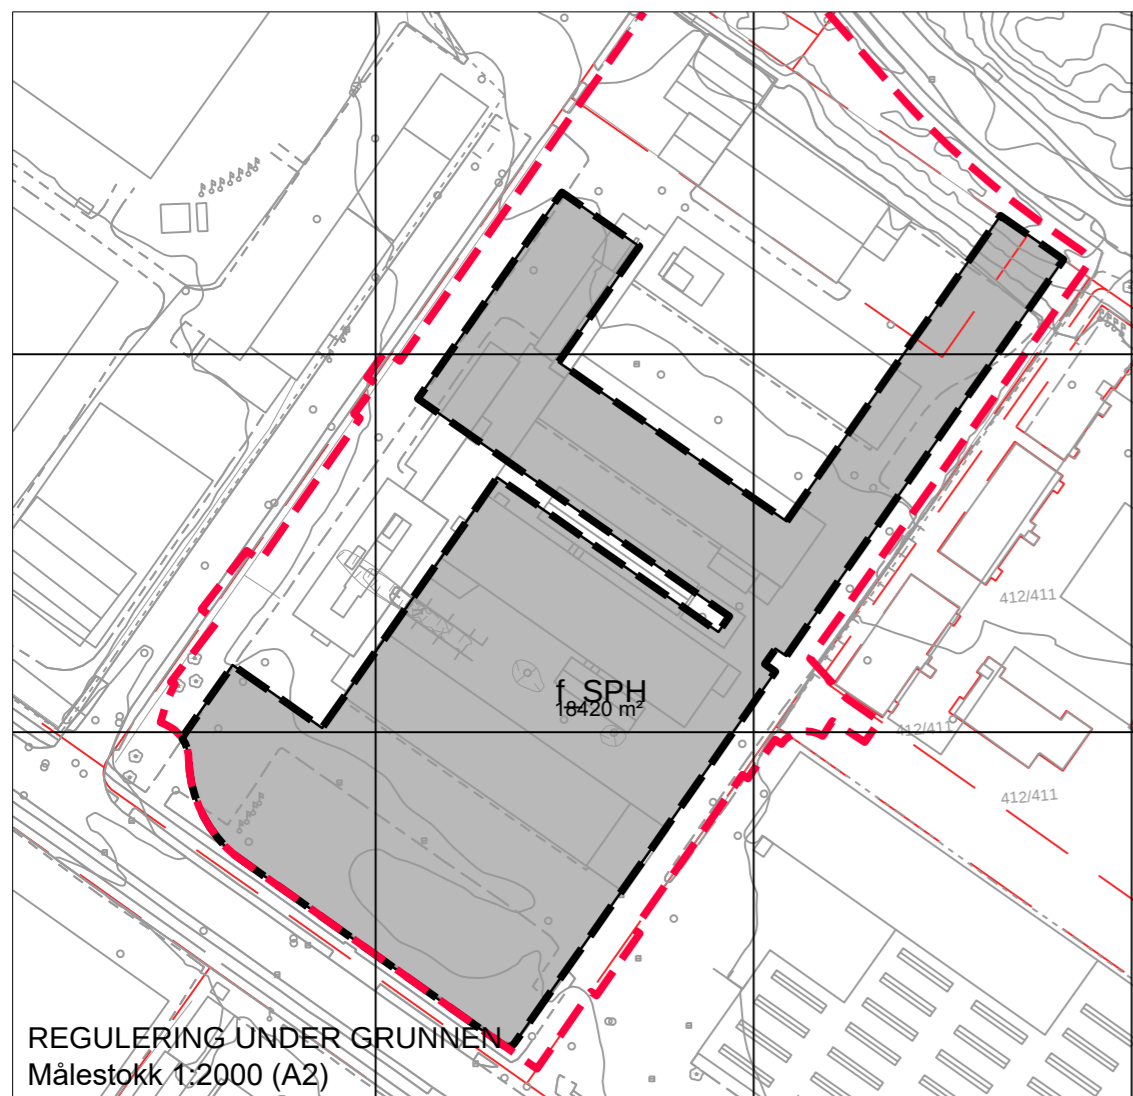 412/411
f_SPH
18420 m²
412/411
412/411
REGULERING UNDER GRUNNEN
Målestokk 1:2000 (A2)